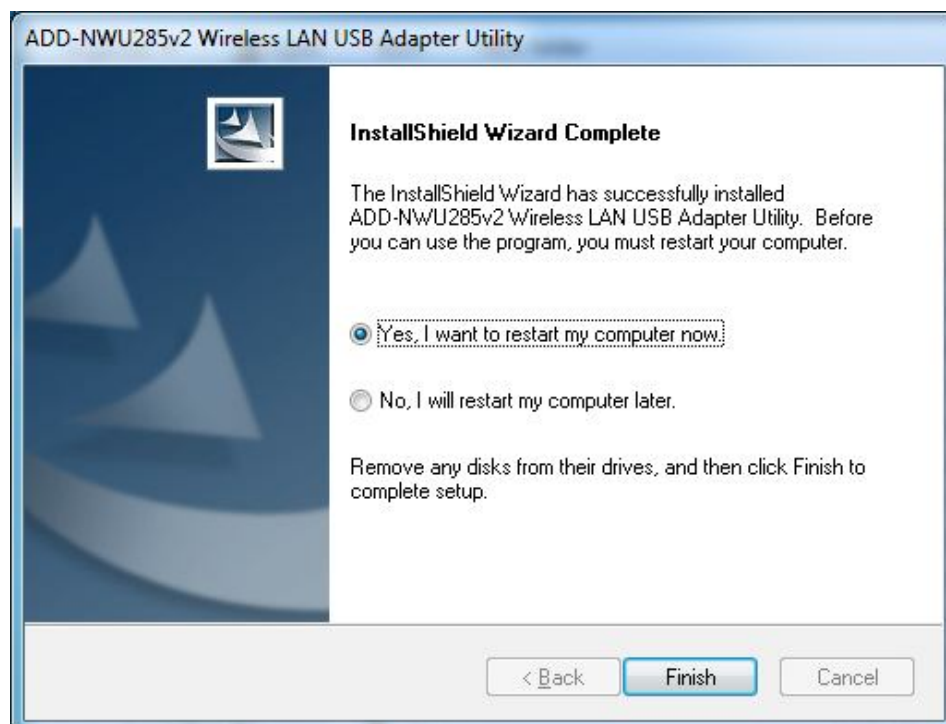 ADD-NWU285v2 Wireless LAN USB Adapter Utility
InstallShield Wizard Complete
The InstallShield Wizard has successfully installed
ADD-NWU285v2 Wireless LAN USB Adapter Utility. Before
you can use the program, you must restart your computer.
Yes, I want to restart my computer now.
No, I will restart my computer later.
Remove any disks from their drives, and then click Finish to
complete setup.
< Back Finish Cancel